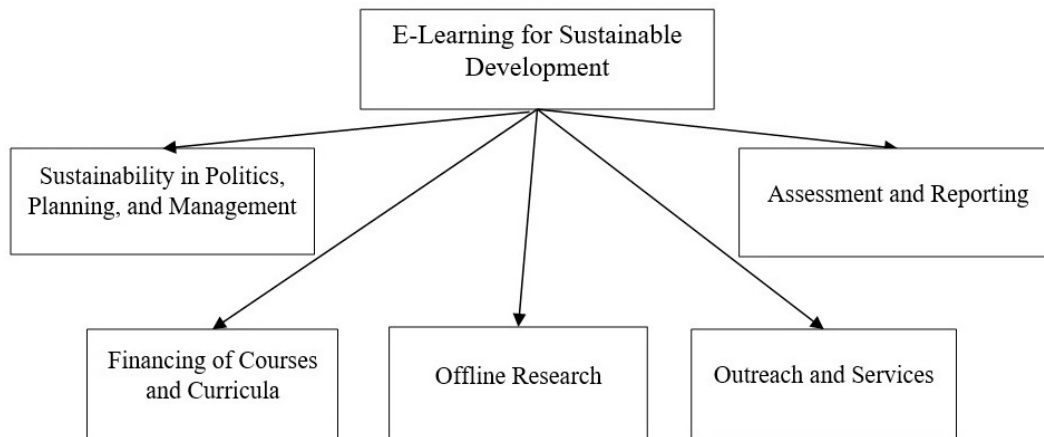 E-Learning for Sustainable
Development
Sustainability in Politics,
Planning, and Management
Assessment and Reporting
Financing of Courses
and Curricula
Offline Research
Outreach and Services